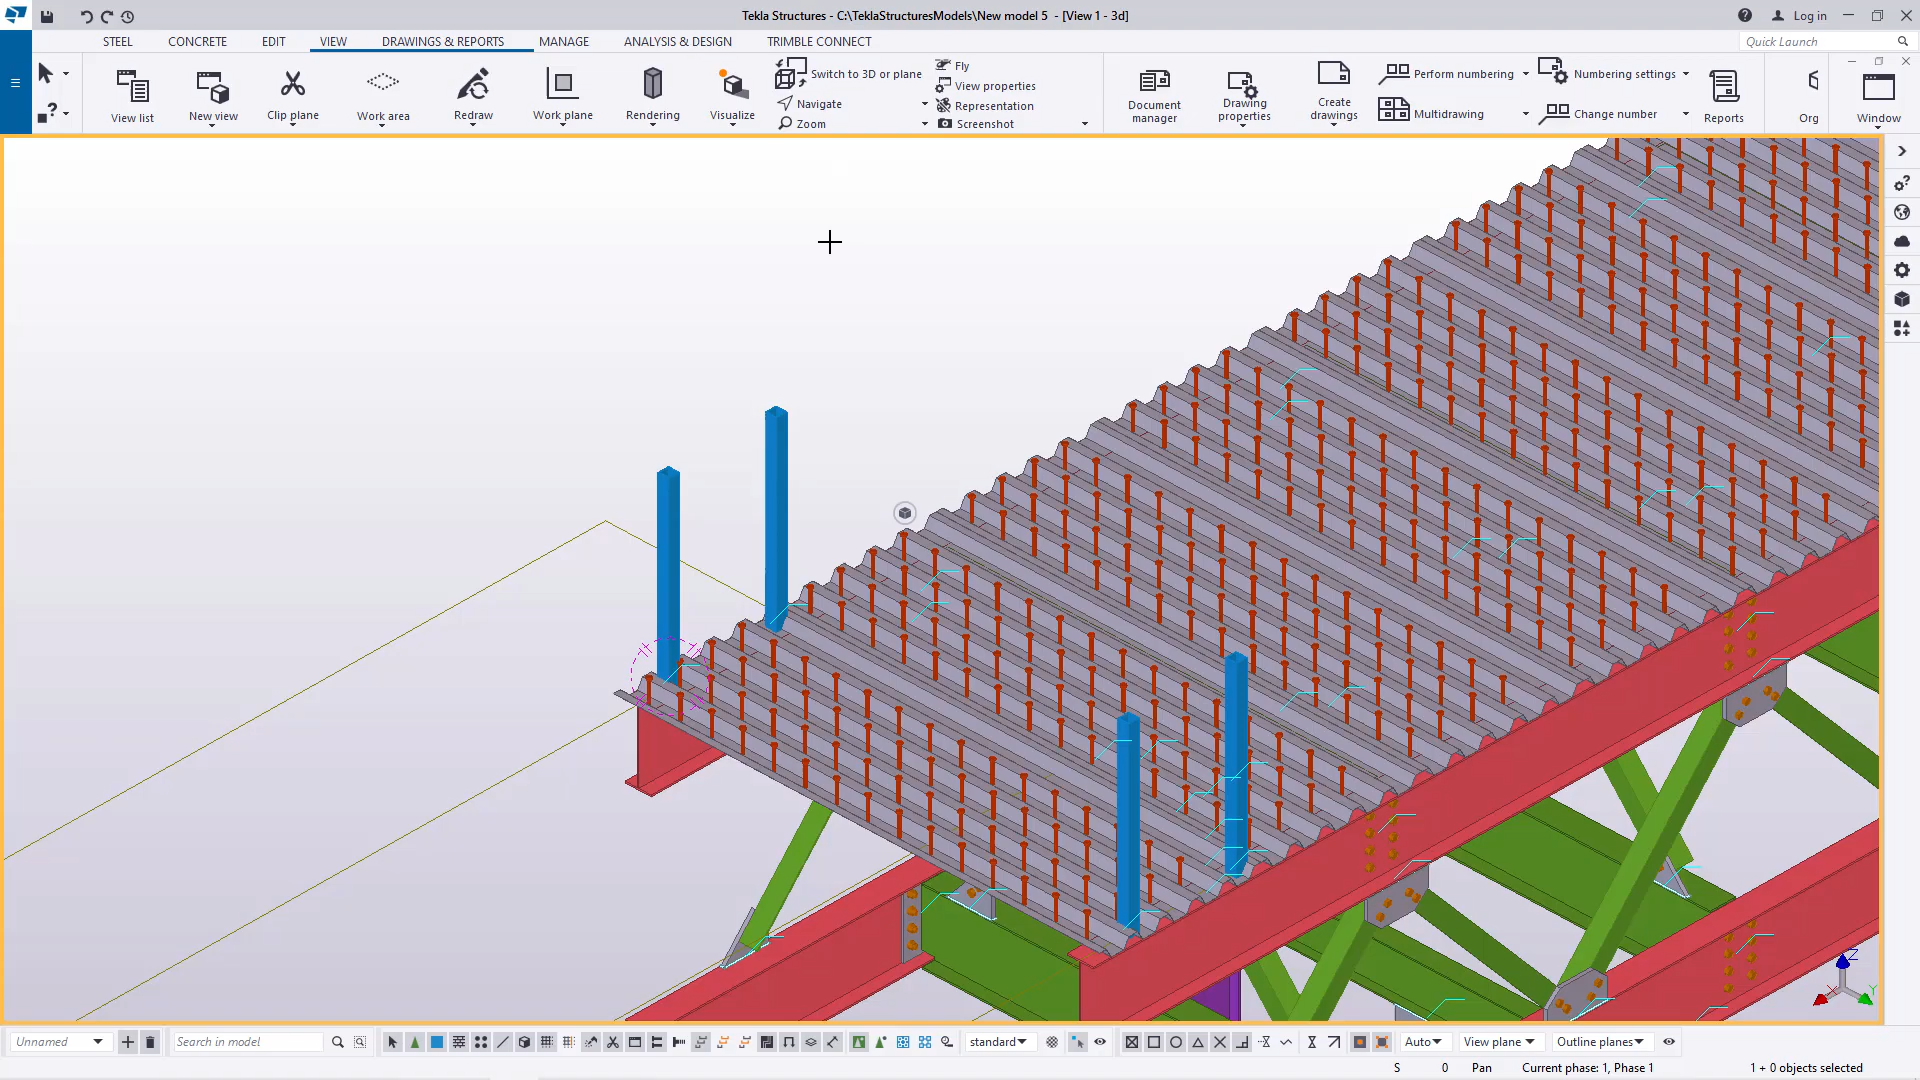 Tekla Structures - C:\TeklaStructuresModels\New model 5 - [View 1 - 3d]
Log in
STEEL CONCRETE EDIT VIEW DRAWINGS & REPORTS MANAGE ANALYSIS & DESIGN TRIMBLE CONNECT
Quick Launch
View list
New view
Clip plane
Work area
Redraw
Work plane
Rendering
Visualize
Switch to 3D or plane
Navigate
Zoom
Fly
View properties
Representation
Screenshot
Document manager
Drawing properties
Create drawings
Perform numbering
Multidrawing
Numbering settings
Change number
Reports
Org
Window
Z
Y
X
Unnamed
Search in model
standard
Auto
View plane
Outline planes
S 0 Pan Current phase: 1, Phase 1 1 + 0 objects selected